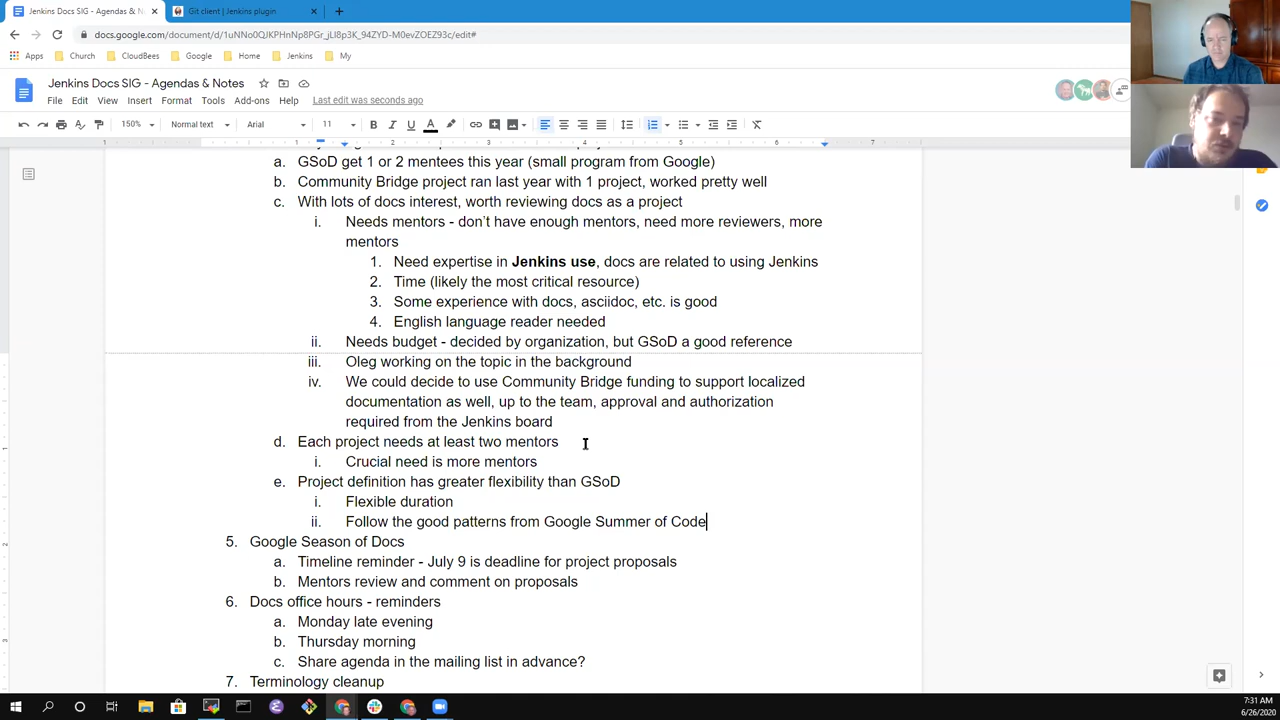 Jenkins Docs SIG - Agendas & N
Git client | Jenkins plugin
docs.google.com/document/d/1uNNo0QJKPHnNp8PGr_jLl8p3K_94ZYD-M0evZOEZ93c/edit#
Apps Church CloudBees Google Home Jenkins My
Jenkins Docs SIG - Agendas & Notes
File Edit View Insert Format Tools Add-ons Help Last edit was seconds ago
150% Normal text Arial 11 B I U A
1 1 2 3 4 5 6 7
a. GSoD get 1 or 2 mentees this year (small program from Google)
b. Community Bridge project ran last year with 1 project, worked pretty well
c. With lots of docs interest, worth reviewing docs as a project
i. Needs mentors - don't have enough mentors, need more reviewers, more
mentors
1. Need expertise in Jenkins use, docs are related to using Jenkins
2. Time (likely the most critical resource)
3. Some experience with docs, asciidoc, etc. is good
4. English language reader needed
ii. Needs budget - decided by organization, but GSoD a good reference
iii. Oleg working on the topic in the background
iv. We could decide to use Community Bridge funding to support localized
documentation as well, up to the team, approval and authorization
required from the Jenkins board
d. Each project needs at least two mentors
i. Crucial need is more mentors
e. Project definition has greater flexibility than GSoD
i. Flexible duration
ii. Follow the good patterns from Google Summer of Code
5. Google Season of Docs
a. Timeline reminder - July 9 is deadline for project proposals
b. Mentors review and comment on proposals
6. Docs office hours - reminders
a. Monday late evening
b. Thursday morning
c. Share agenda in the mailing list in advance?
7. Terminology cleanup
7:31 AM
6/26/2020